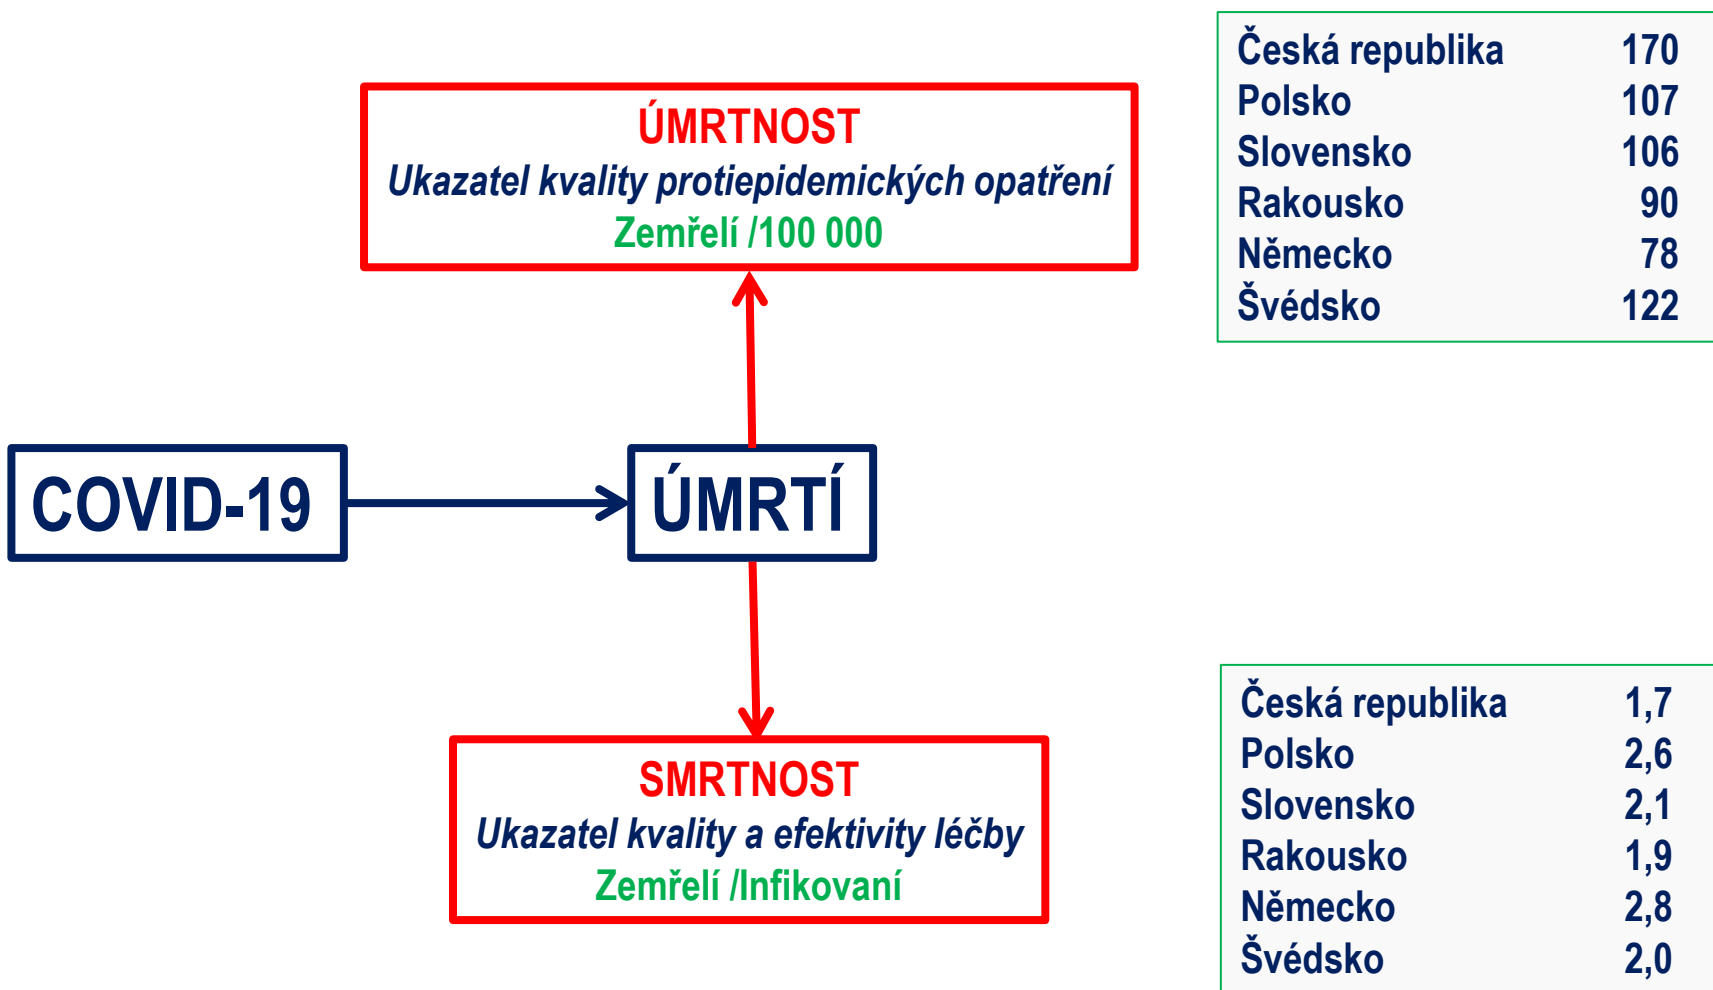 Česká republika 170
Polsko 107
Slovensko 106
Rakousko 90
Německo 78
Švédsko 122
ÚMRTNOST
Ukazatel kvality protiepidemických opatření
Zemřelí /100 000
COVID-19
ÚMRTÍ
SMRTNOST
Ukazatel kvality a efektivity léčby
Zemřelí /Infikovaní
Česká republika 1,7
Polsko 2,6
Slovensko 2,1
Rakousko 1,9
Německo 2,8
Švédsko 2,0